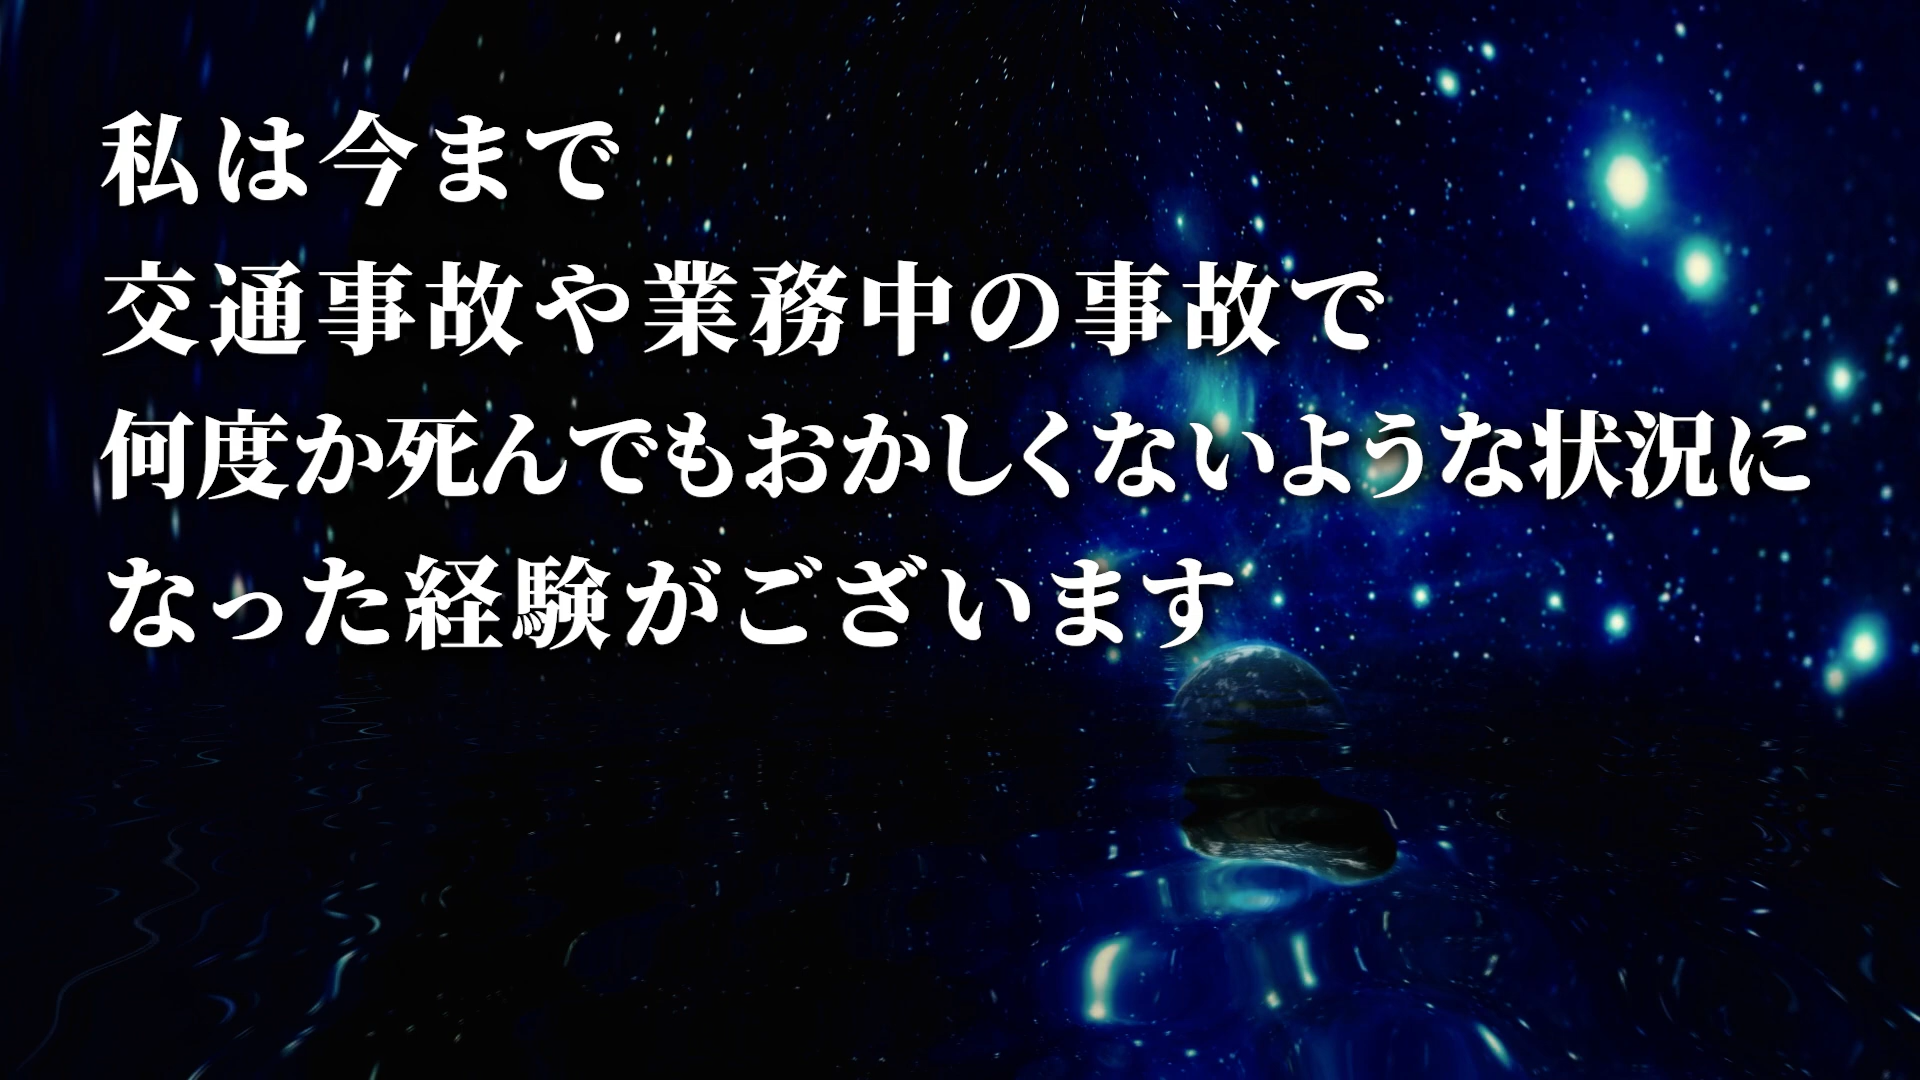 私は今まで
交通事故や業務中の事故で
何度か死んでもおかしくないような状況に
なった経験がございます